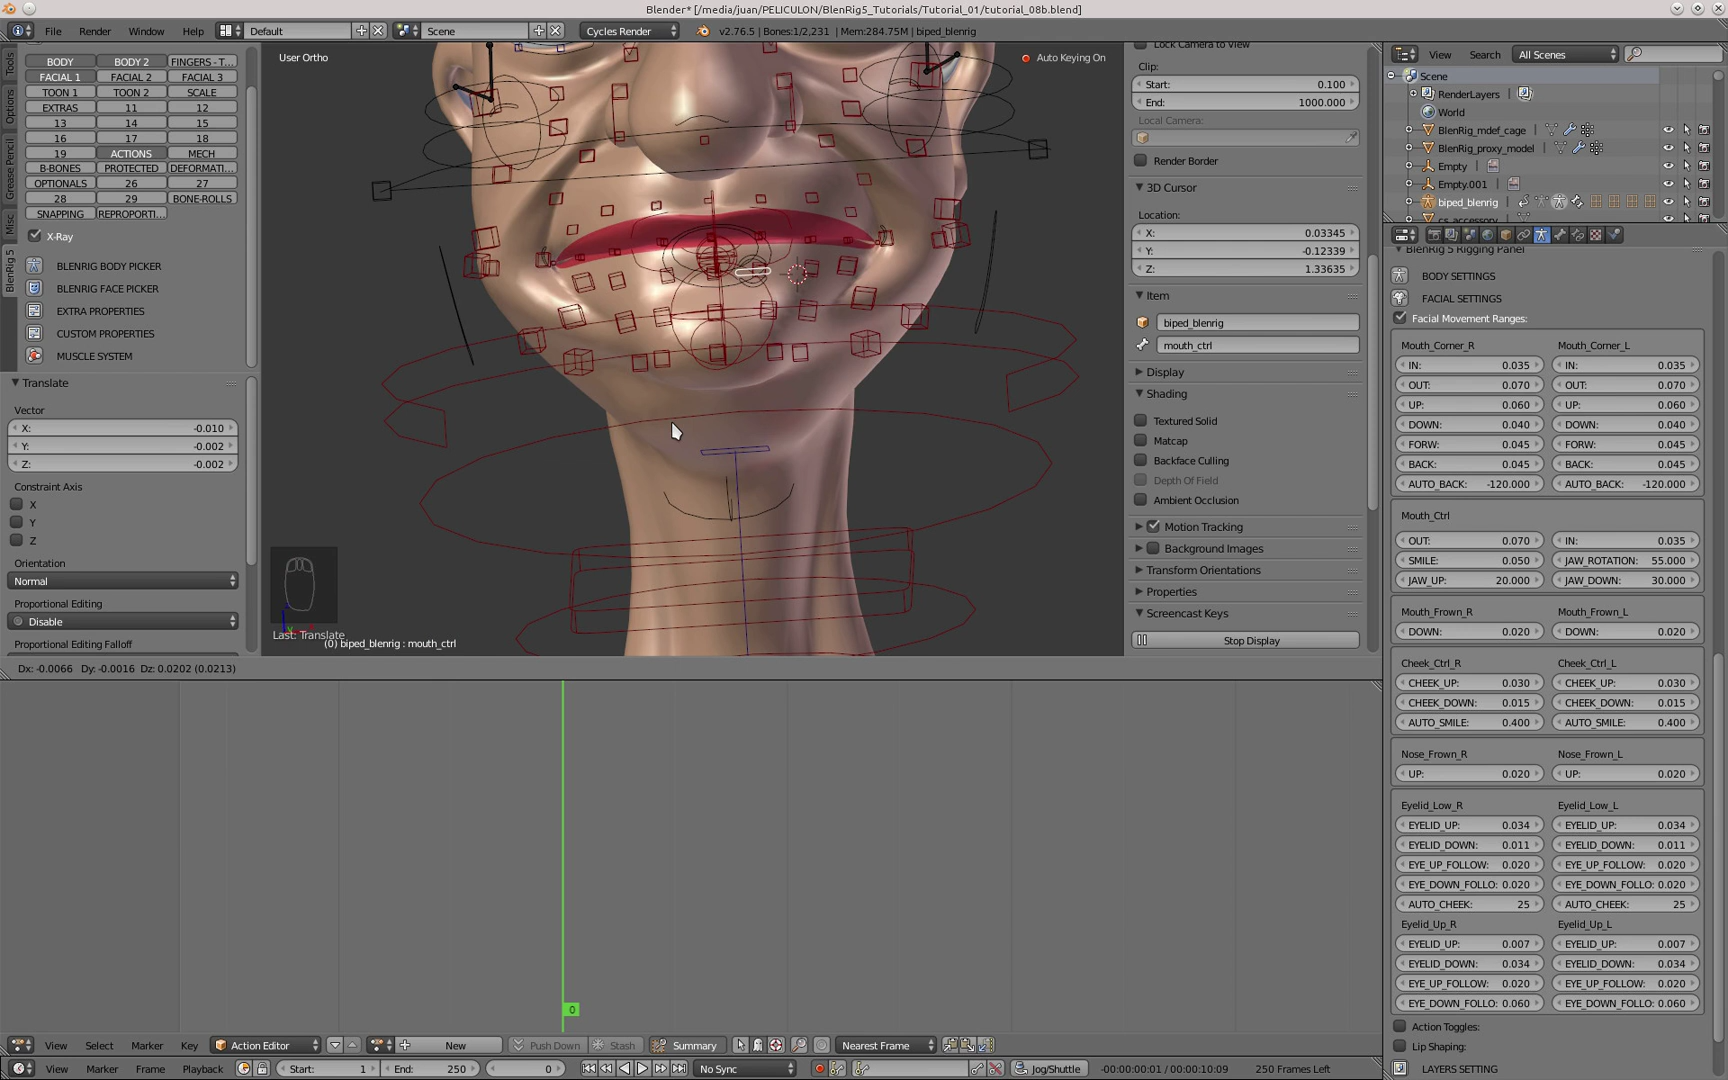 Blender* [/media/juan/PELICULON/BlenRig5_Tutorials/Tutorial_01/tutorial_08b.blend]
File Render Window Help Default Scene Cycles Render v2.76.5 | Bones:1/2,231 | Mem:284.75M | biped_blenrig
Tools
Options
Grease Pencil
Misc
BlenRig 5
BODY BODY 2 FINGERS - T...
FACIAL 1 FACIAL 2 FACIAL 3
TOON 1 TOON 2 SCALE
EXTRAS 11 12
13 14 15
16 17 18
19 ACTIONS MECH
B-BONES PROTECTED DEFORMATI...
OPTIONALS 26 27
28 29 BONE-ROLLS
SNAPPING REPROPORTI...
X-Ray
BLENRIG BODY PICKER
BLENRIG FACE PICKER
EXTRA PROPERTIES
CUSTOM PROPERTIES
MUSCLE SYSTEM
Translate
Vector
X: -0.010
Y: -0.002
Z: -0.002
Constraint Axis
X
Y
Z
Orientation
Normal
Proportional Editing
Disable
Proportional Editing Falloff
User Ortho
Auto Keying On
Last: Translate
(0) biped_blenrig : mouth_ctrl
Dx: -0.0066 Dy: -0.0016 Dz: 0.0202 (0.0213)
Lock Camera to View
Clip:
Start: 0.100
End: 1000.000
Local Camera:
Render Border
3D Cursor
Location:
X: 0.03345
Y: -0.12339
Z: 1.33635
Item
biped_blenrig
mouth_ctrl
Display
Shading
Textured Solid
Matcap
Backface Culling
Depth Of Field
Ambient Occlusion
Motion Tracking
Background Images
Transform Orientations
Properties
Screencast Keys
Stop Display
View Search All Scenes
Scene
RenderLayers
World
BlenRig_mdef_cage
BlenRig_proxy_model
Empty
Empty.001
biped_blenrig
cs_accessory
BlenRig 5 Rigging Panel
BODY SETTINGS
FACIAL SETTINGS
Facial Movement Ranges:
Mouth_Corner_R Mouth_Corner_L
IN: 0.035 IN: 0.035
OUT: 0.070 OUT: 0.070
UP: 0.060 UP: 0.060
DOWN: 0.040 DOWN: 0.040
FORW: 0.045 FORW: 0.045
BACK: 0.045 BACK: 0.045
AUTO_BACK: -120.000 AUTO_BACK: -120.000
Mouth_Ctrl
OUT: 0.070 IN: 0.035
SMILE: 0.050 JAW_ROTATION: 55.000
JAW_UP: 20.000 JAW_DOWN: 30.000
Mouth_Frown_R Mouth_Frown_L
DOWN: 0.020 DOWN: 0.020
Cheek_Ctrl_R Cheek_Ctrl_L
CHEEK_UP: 0.030 CHEEK_UP: 0.030
CHEEK_DOWN: 0.015 CHEEK_DOWN: 0.015
AUTO_SMILE: 0.400 AUTO_SMILE: 0.400
Nose_Frown_R Nose_Frown_L
UP: 0.020 UP: 0.020
Eyelid_Low_R Eyelid_Low_L
EYELID_UP: 0.034 EYELID_UP: 0.034
EYELID_DOWN: 0.011 EYELID_DOWN: 0.011
EYE_UP_FOLLOW: 0.020 EYE_UP_FOLLOW: 0.020
EYE_DOWN_FOLLO: 0.020 EYE_DOWN_FOLLO: 0.020
AUTO_CHEEK: 25 AUTO_CHEEK: 25
Eyelid_Up_R Eyelid_Up_L
EYELID_UP: 0.007 EYELID_UP: 0.007
EYELID_DOWN: 0.034 EYELID_DOWN: 0.034
EYE_UP_FOLLOW: 0.020 EYE_UP_FOLLOW: 0.020
EYE_DOWN_FOLLO: 0.060 EYE_DOWN_FOLLO: 0.060
Action Toggles:
Lip Shaping:
LAYERS SETTING
0
View Select Marker Key Action Editor New Push Down Stash Summary Nearest Frame
View Marker Frame Playback Start: 1 End: 250 0 No Sync Jog/Shuttle -00:00:00:01 / 00:00:10:09 250 Frames Left